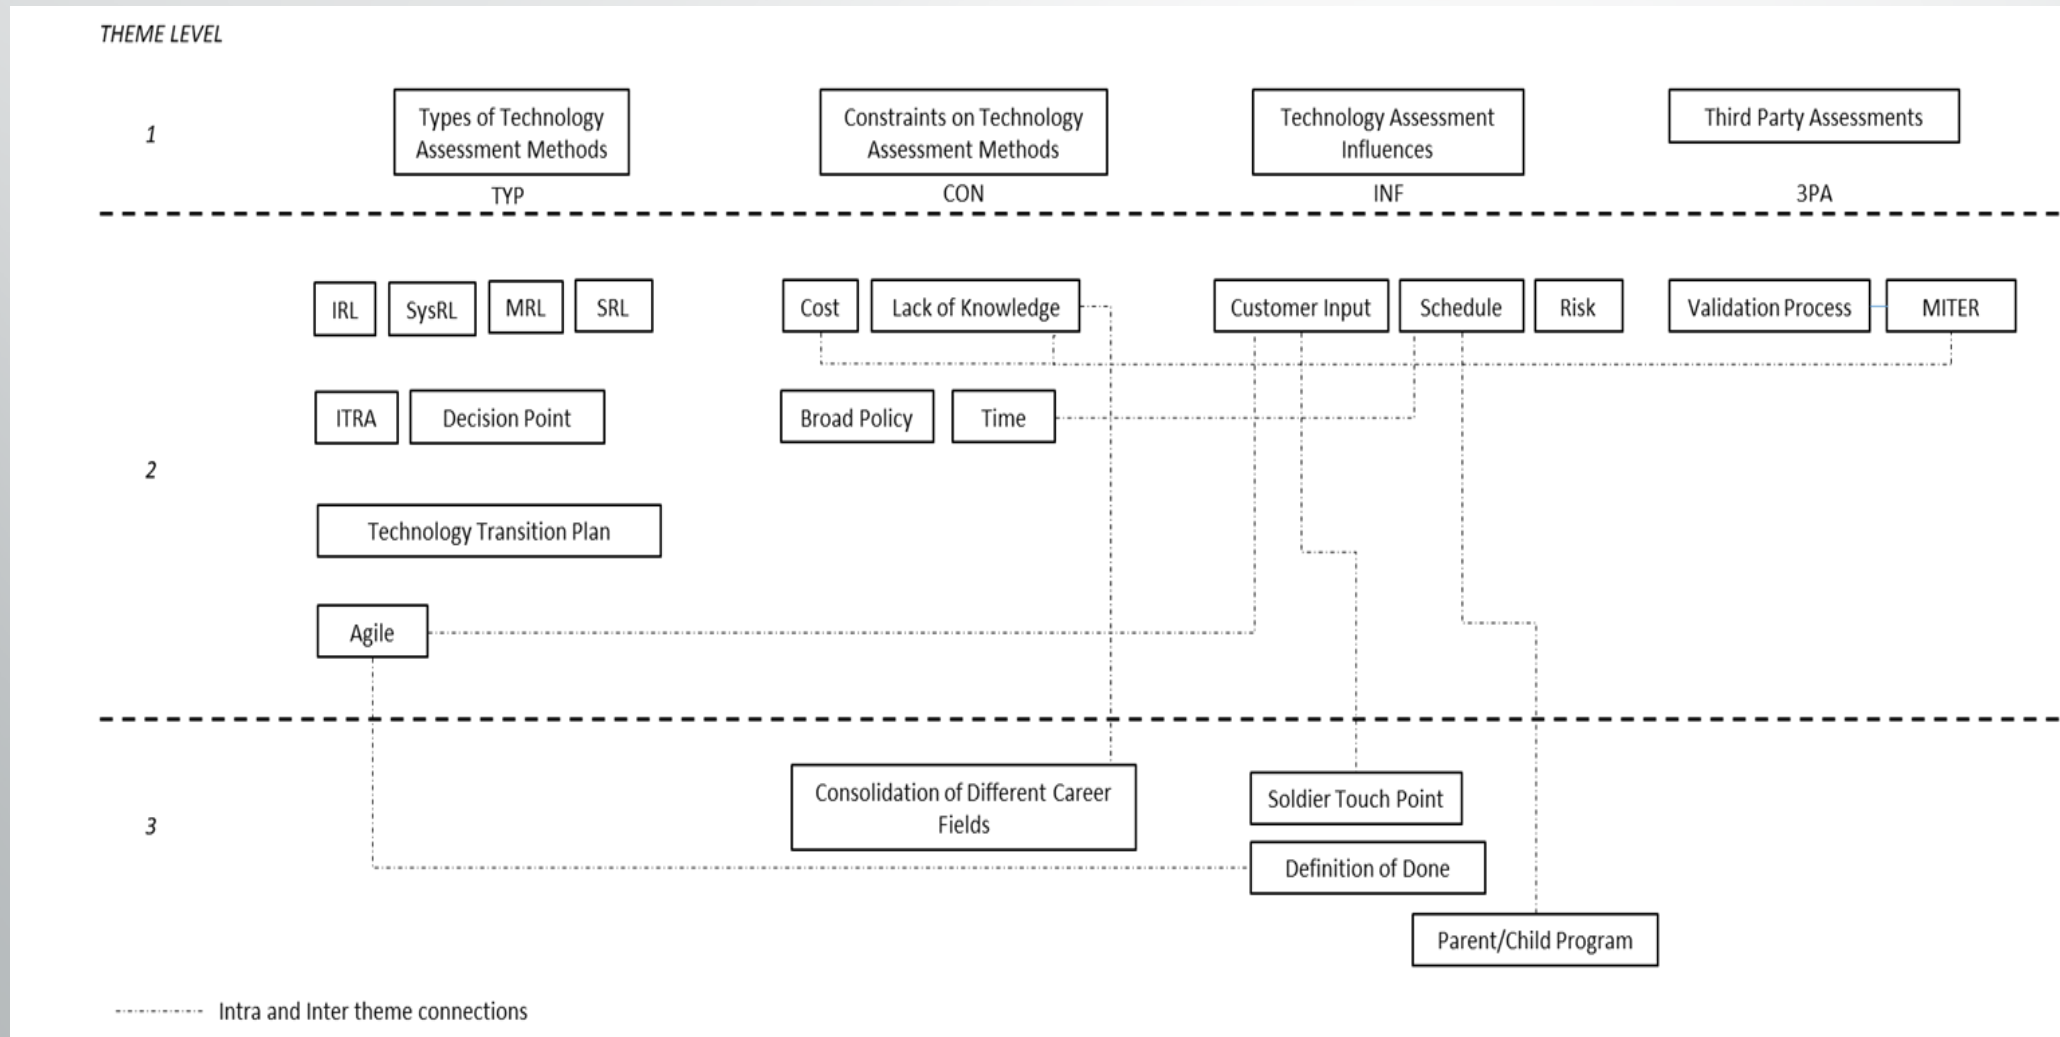 THEME LEVEL
1
Types of Technology
Assessment Methods
TYP
Constraints on Technology
Assessment Methods
CON
Technology Assessment
Influences
INF
Third Party Assessments
3PA
2
IRL
SysRL
MRL
SRL
Cost
Lack of Knowledge
Customer Input
Schedule
Risk
Validation Process
MITER
ITRA
Decision Point
Broad Policy
Time
Technology Transition Plan
Agile
3
Consolidation of Different Career
Fields
Soldier Touch Point
Definition of Done
Parent/Child Program
Intra and Inter theme connections